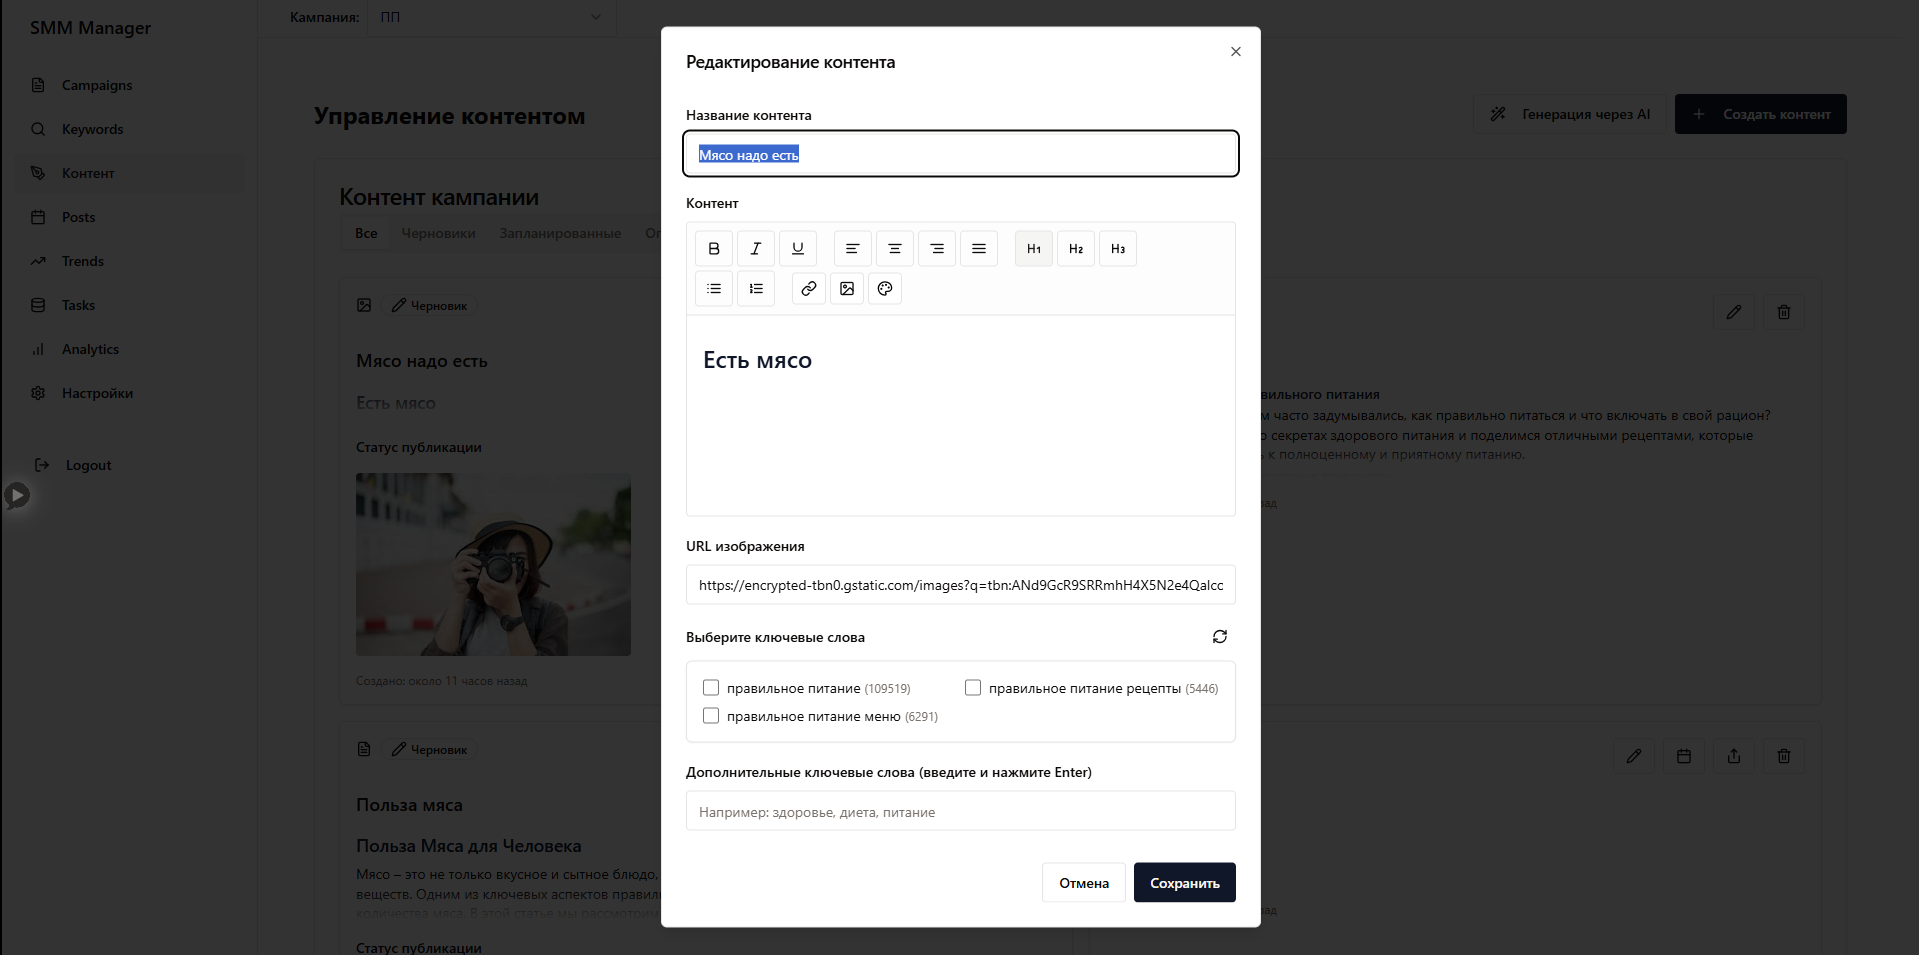 SMM Manager
Campaigns
Keywords
Контент
Posts
Trends
Tasks
Analytics
Настройки
Logout
Кампания: ПП
Управление контентом
Генерация через AI
+ Создать контент
Контент кампании
Все Черновики Запланированные
Черновик
Мясо надо есть
Есть мясо
Статус публикации
Создано: около 11 часов назад
Черновик
Польза мяса
Польза Мяса для Человека
Мясо – это не только вкусное и сытное блюдо,
веществ. Одним из ключевых аспектов
количества мяса. В этой статье мы рассмотрим
Статус публикации
Редактирование контента
Название контента
Мясо надо есть
Контент
B I U H1 H2 H3
Есть мясо
URL изображения
https://encrypted-tbn0.gstatic.com/images?q=tbn:ANd9GcR9SRRmhH4X5N2e4Qalcc
Выберите ключевые слова
правильное питание (109519) правильное питание рецепты (5446)
правильное питание меню (6291)
Дополнительные ключевые слова (введите и нажмите Enter)
Например: здоровье, диета, питание
Отмена Сохранить
питания
часто задумывались, как правильно питаться и что включать в свой рацион?
секретах здорового питания и поделимся отличными рецептами, которые
к полноценному и приятному питанию.